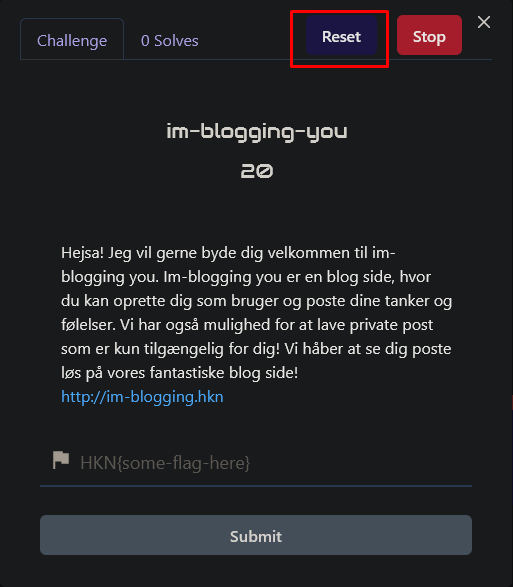 Challenge
0 Solves
Reset
Stop
im-blogging-you
20
Hejsa! Jeg vil gerne byde dig velkommen til im-
blogging you. Im-blogging you er en blog side, hvor
du kan oprette dig som bruger og poste dine tanker og
følelser. Vi har også mulighed for at lave private post
som er kun tilgængelig for dig! Vi håber at se dig poste
løs på vores fantastiske blog side!
http://im-blogging.hkn
HKN{some-flag-here}
Submit